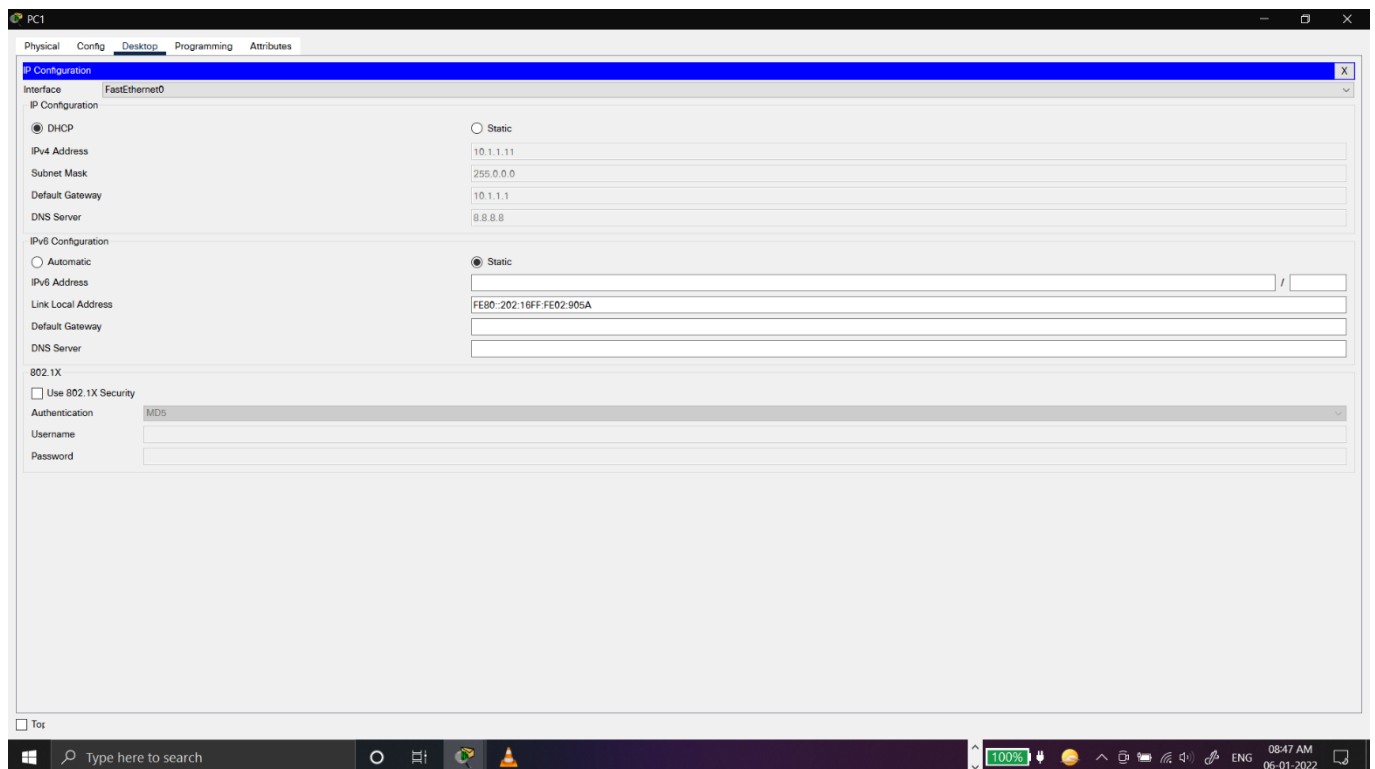 PC1
Physical Config Desktop Programming Attributes
IP Configuration X
Interface FastEthernet0
IP Configuration
DHCP Static
IPv4 Address 10.1.1.11
Subnet Mask 255.0.0.0
Default Gateway 10.1.1.1
DNS Server 8.8.8.8
IPv6 Configuration
Automatic Static
IPv6 Address /
Link Local Address FE80::202:16FF:FE02:905A
Default Gateway
DNS Server
802.1X
Use 802.1X Security
Authentication MD5
Username
Password
Top
Type here to search 100% ENG 08:47 AM
06-01-2022